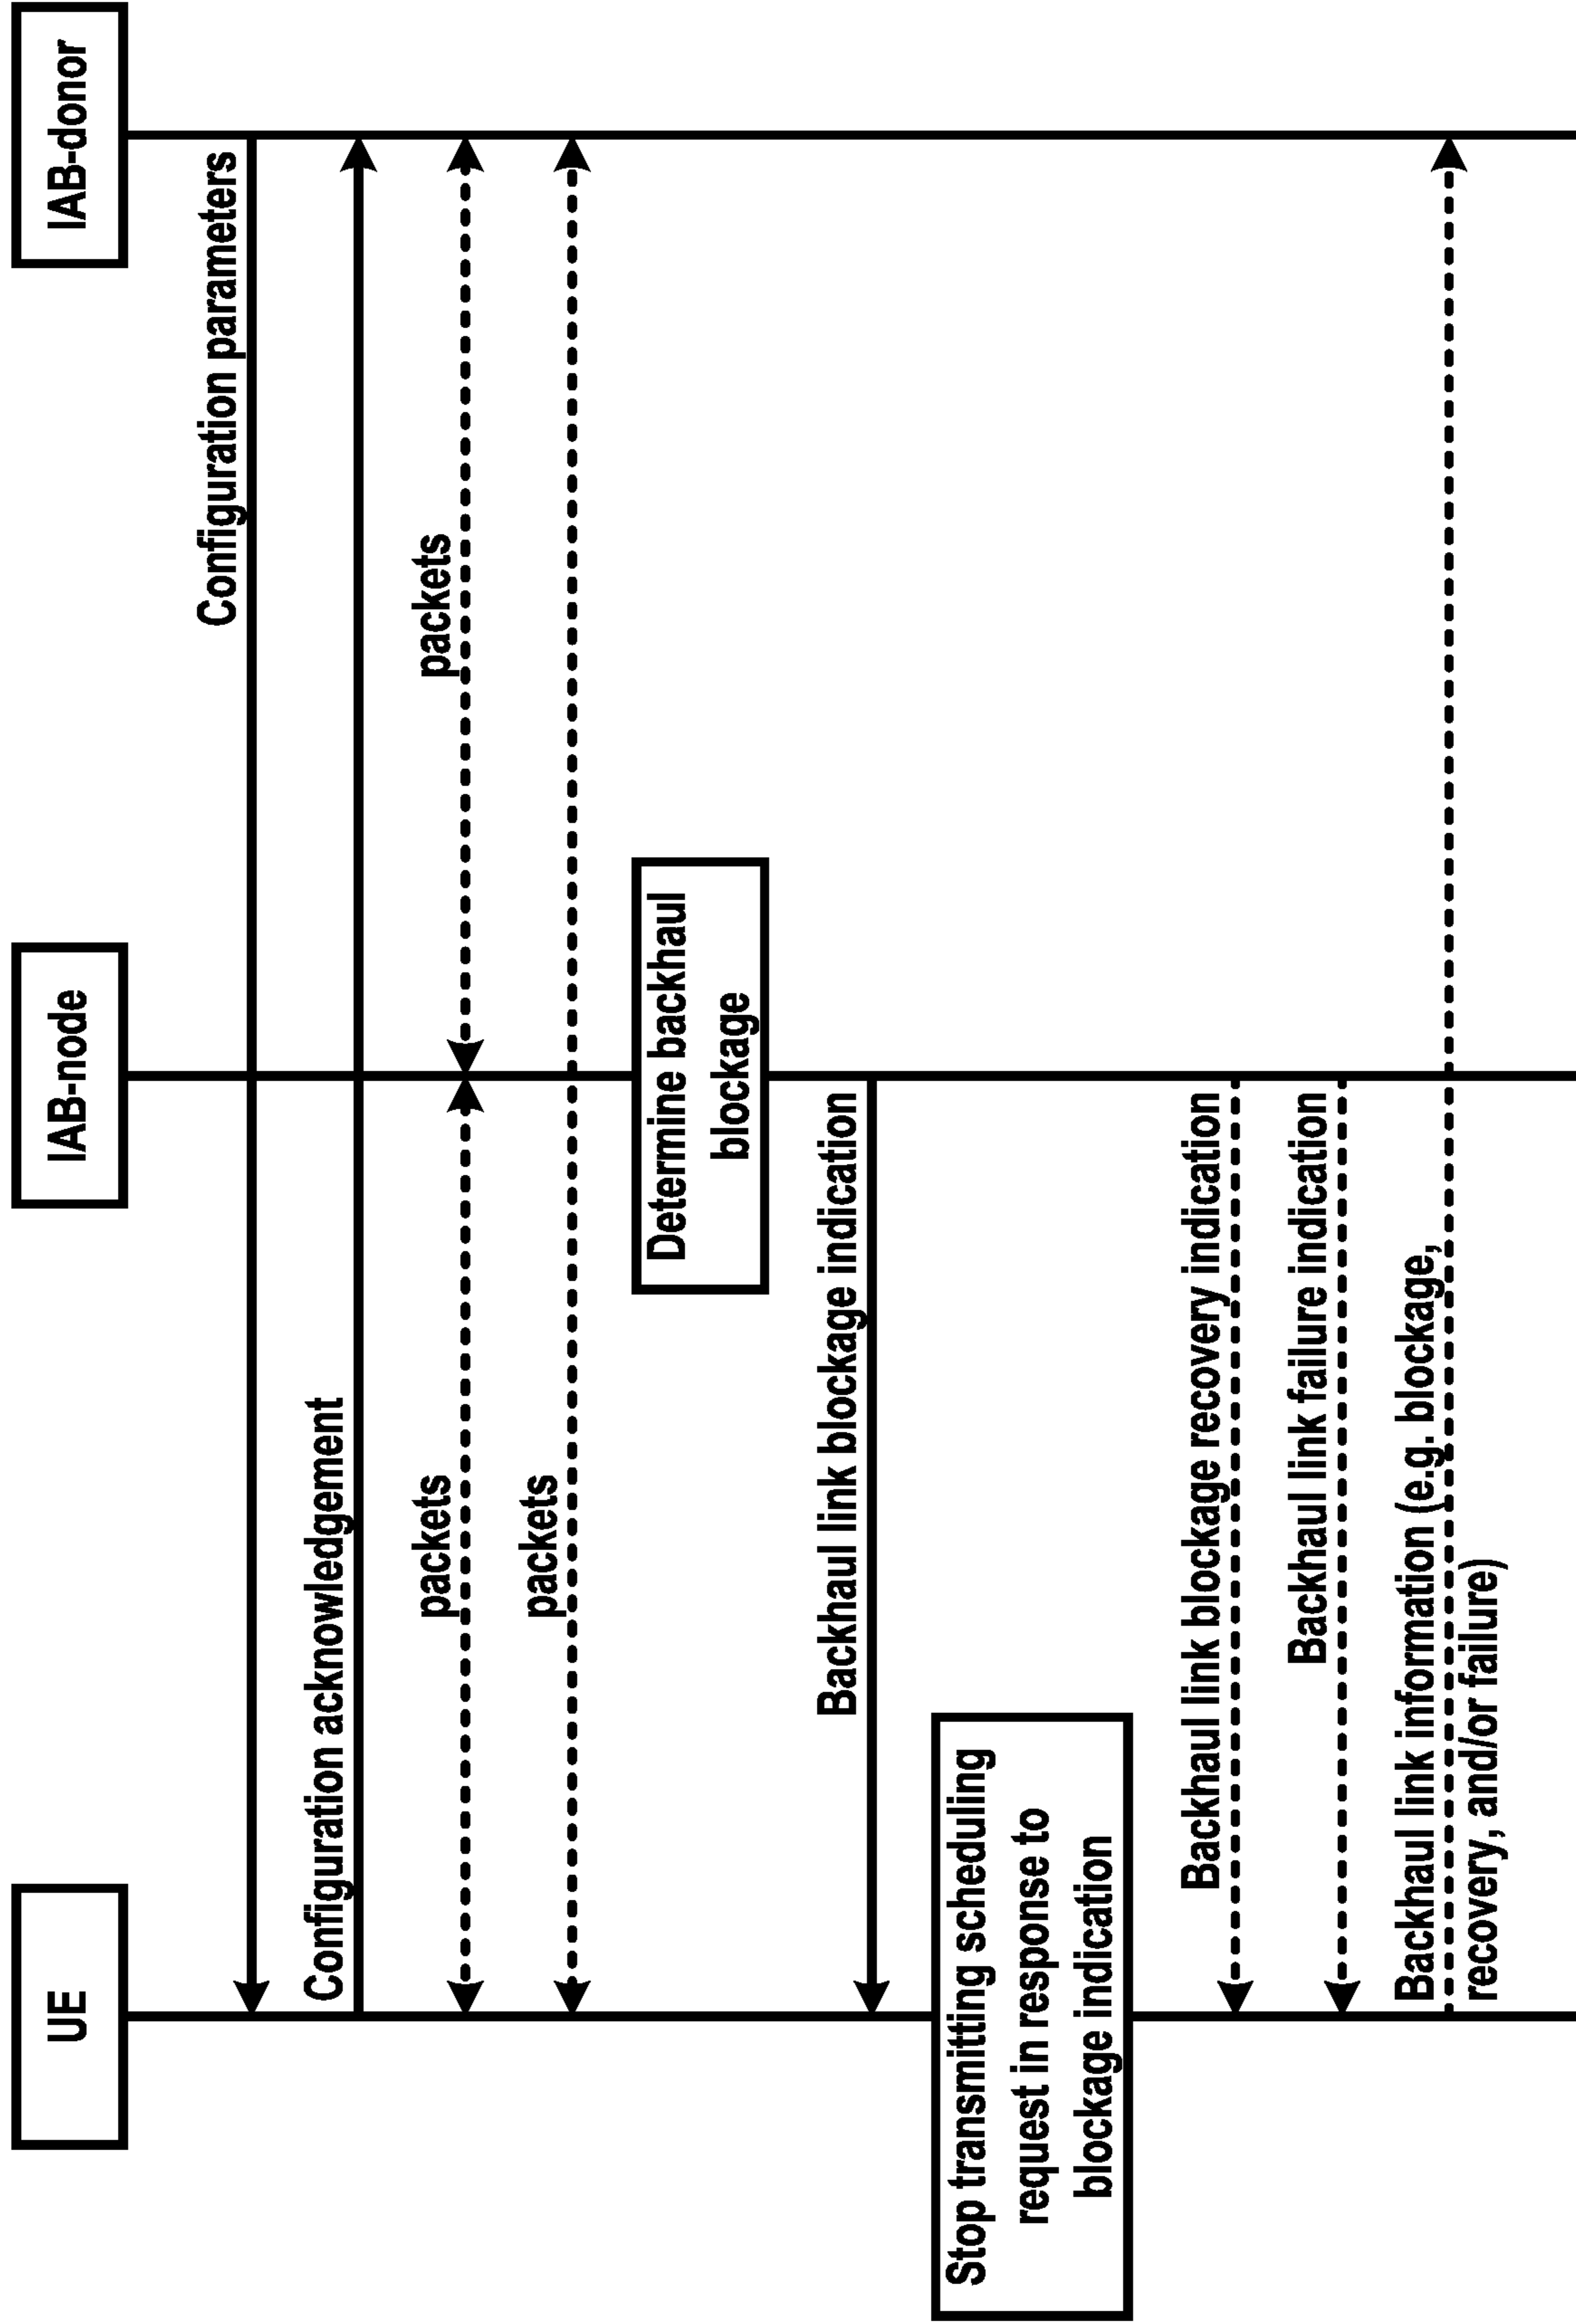 UE
IAB-node
IAB-donor
Configuration parameters
Configuration acknowledgement
packets
packets
packets
Determine backhaul
blockage
Backhaul link blockage indication
Stop transmitting scheduling
request in response to
blockage indication
Backhaul link blockage recovery indication
Backhaul link failure indication
Backhaul link information (e.g. blockage,
recovery, and/or failure)